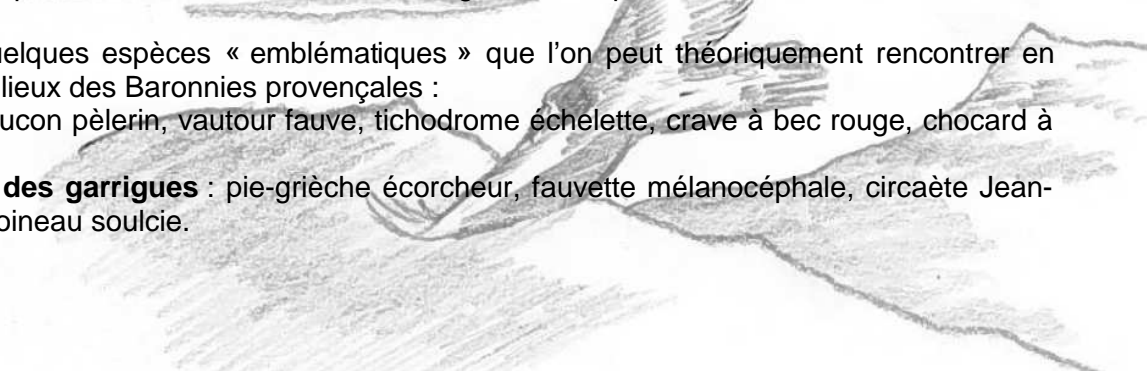 uelques espèces « emblématiques » que l'on peut théoriquement rencontrer en
lieux des Baronnies provençales :
ucon pèlerin, vautour fauve, tichodrome échelette, crave à bec rouge, chocard à
des garrigues : pie-grièche écorcheur, fauvette mélanocéphale, circaète Jean-
oineau soulcie.